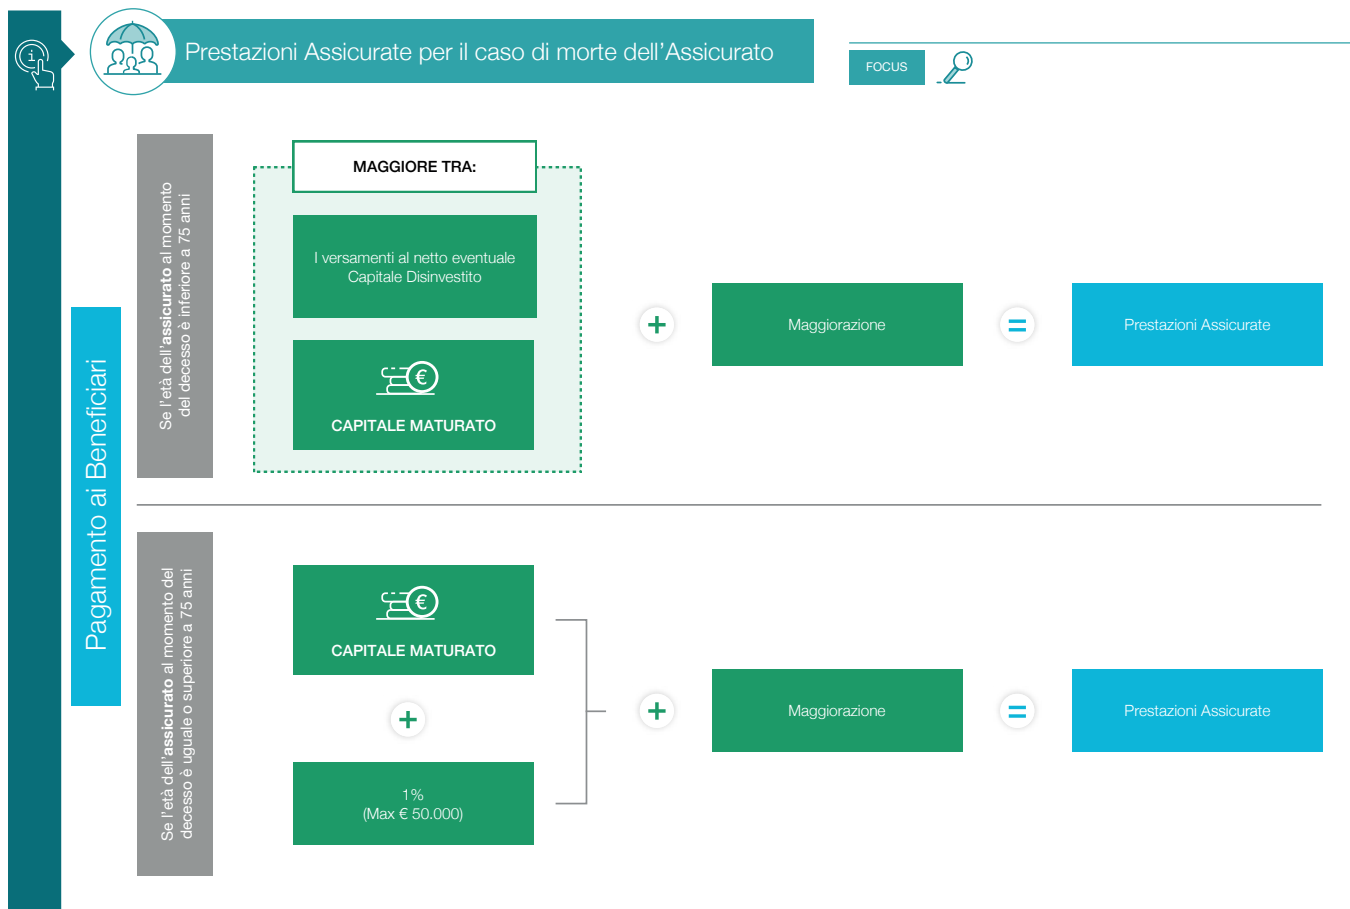 Prestazioni Assicurate per il caso di morte dell'Assicurato
FOCUS
Pagamento ai Beneficiari
Se l'età dell'assicurato al momento
del decesso è inferiore a 75 anni
MAGGIORE TRA:
I versamenti al netto eventuale
Capitale Disinvestito
€
CAPITALE MATURATO
+
Maggiorazione
=
Prestazioni Assicurate
Se l'età dell'assicurato al momento del
decesso è uguale o superiore a 75 anni
€
CAPITALE MATURATO
+
1%
(Max € 50.000)
+
Maggiorazione
=
Prestazioni Assicurate